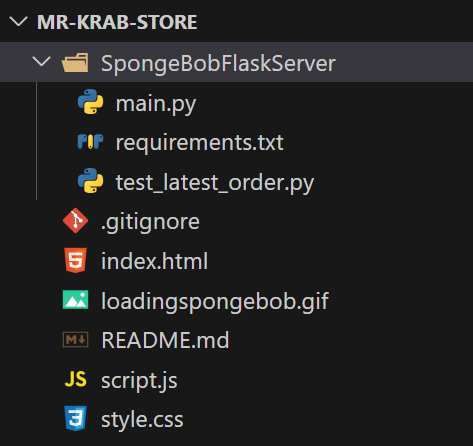 MR-KRAB-STORE
SpongeBobFlaskServer
main.py
requirements.txt
test_latest_order.py
.gitignore
index.html
loadingspongebob.gif
README.md
JS script.js
style.css